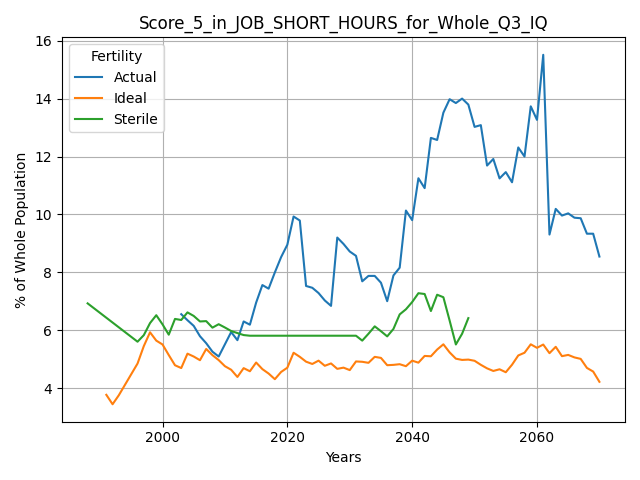 Score_5_in_JOB_SHORT_HOURS_for_Whole_Q3_IQ
Fertility
Actual
Ideal
Sterile
% of Whole Population
16
14
12
10
8
6
4
2000
2020
2040
2060
Years